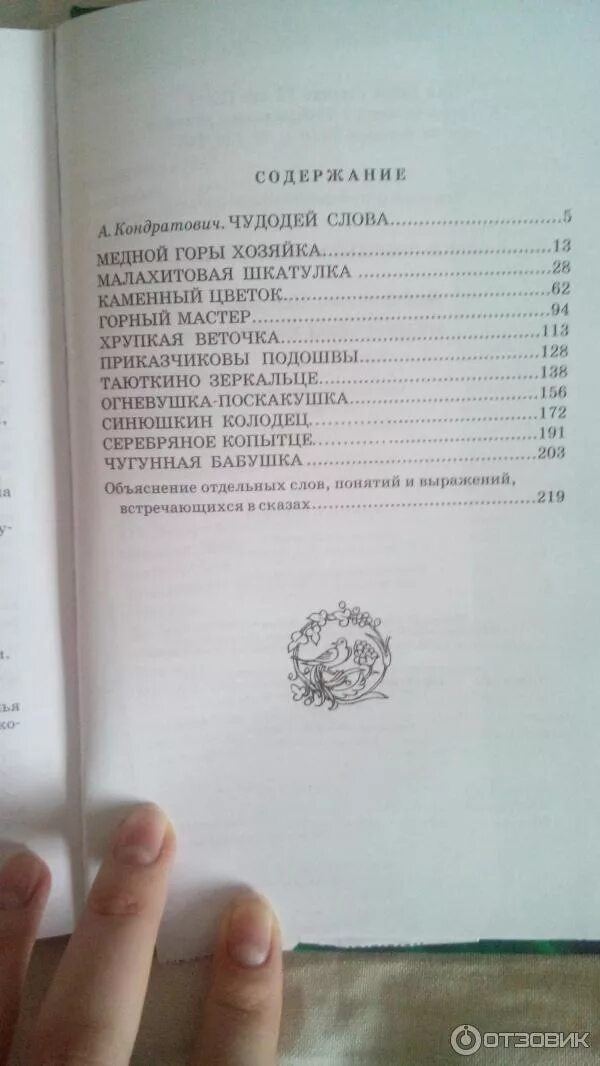 СОДЕРЖАНИЕ
А. Кондратович. ЧУДОДЕЙ СЛОВА.....5
МЕДНОЙ ГОРЫ ХОЗЯЙКА.....13
МАЛАХИТОВАЯ ШКАТУЛКА.....28
КАМЕННЫЙ ЦВЕТОК.....62
ГОРНЫЙ МАСТЕР.....94
ХРУПКАЯ ВЕТОЧКА.....113
ПРИКАЗЧИКОВЫ ПОДОШВЫ.....128
ТАЮТКИНО ЗЕРКАЛЬЦЕ.....138
ОГНЕВУШКА-ПОСКАКУШКА.....156
СИНЮШКИН КОЛОДЕЦ.....172
СЕРЕБРЯНОЕ КОПЫТЦЕ.....191
ЧУГУННАЯ БАБУШКА.....203
Объяснение отдельных слов, понятий и выражений,
встречающихся в сказах.....219
ОТЗОВИК